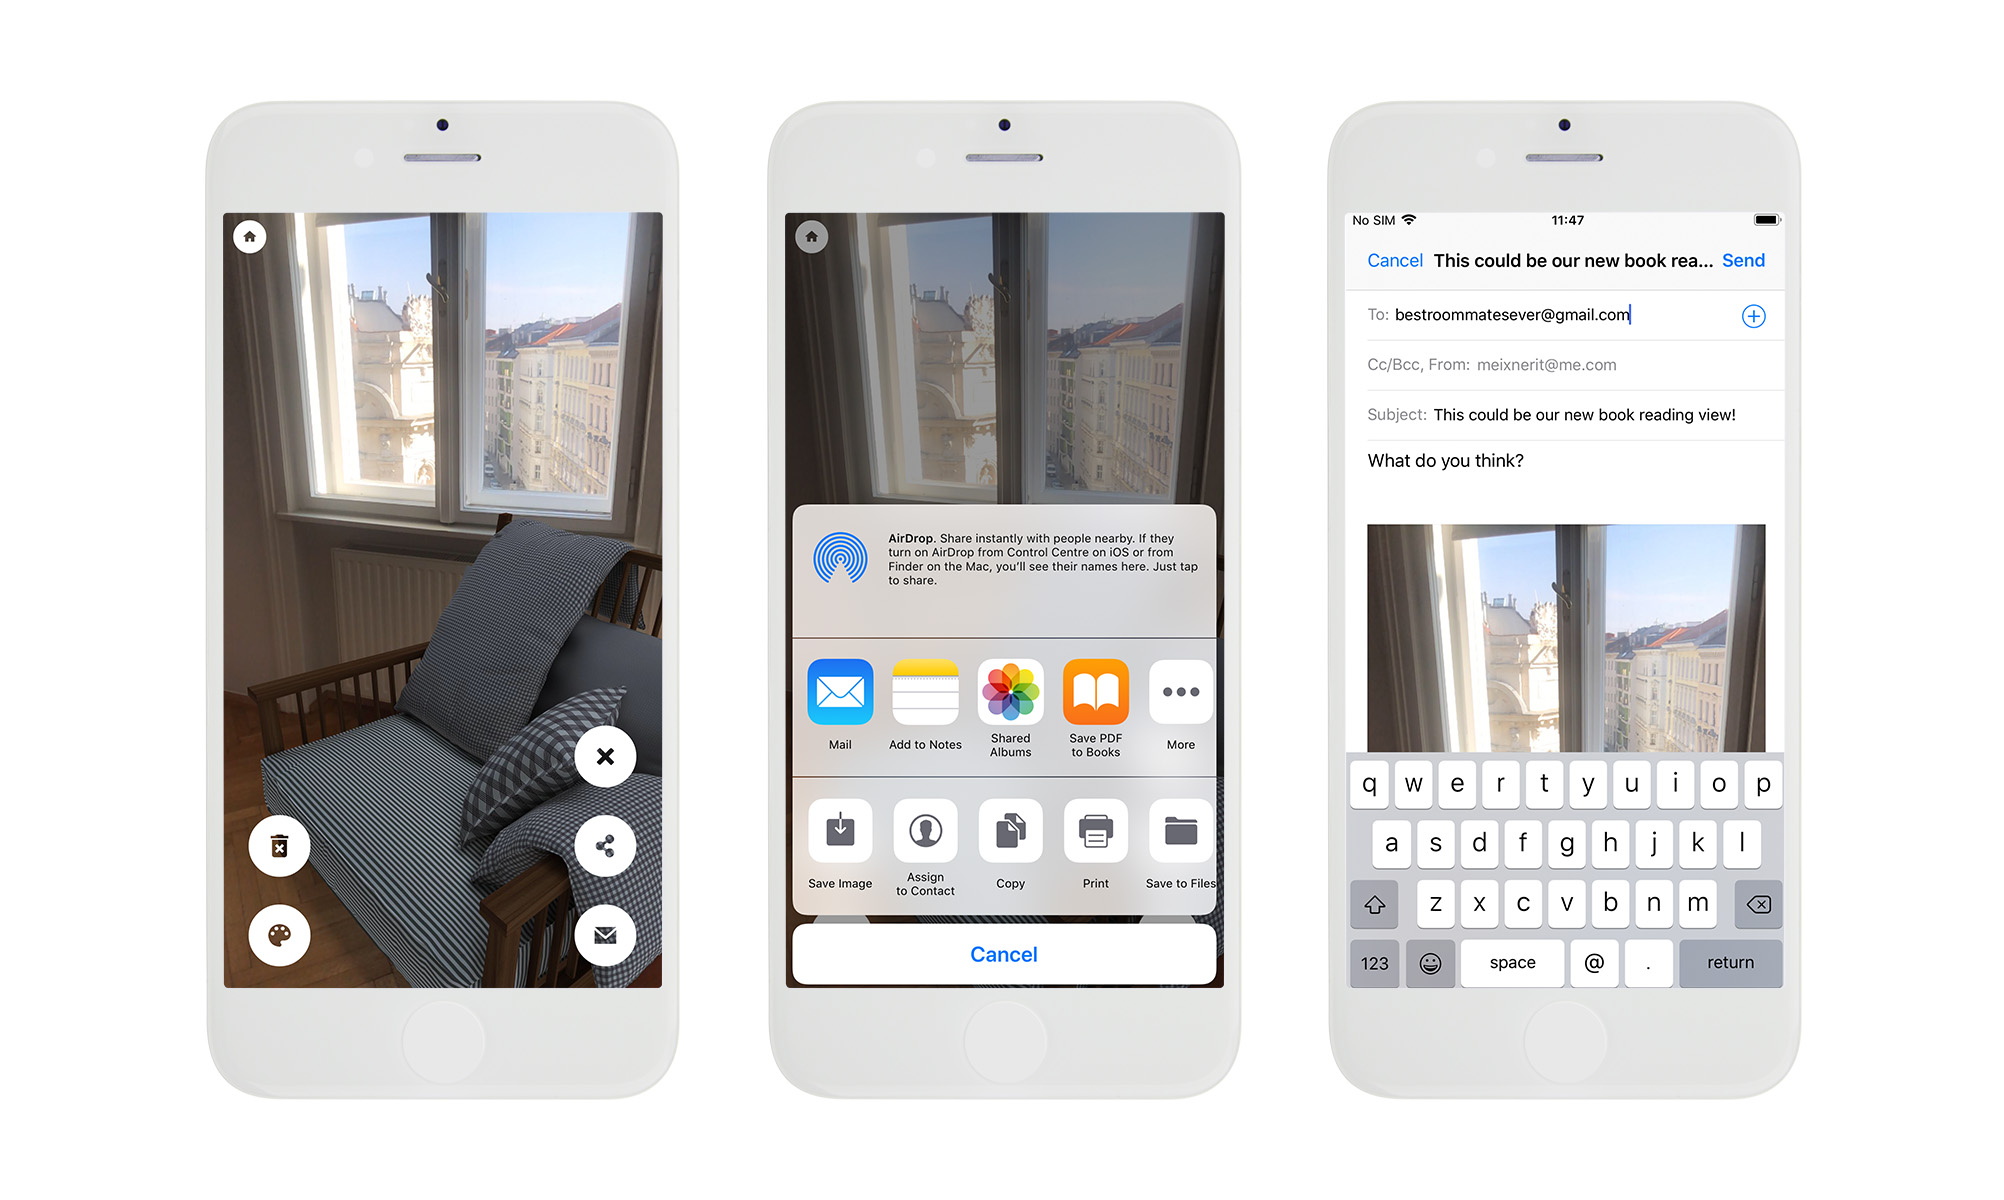 AirDrop. Share instantly with people nearby. If they
turn on AirDrop from Control Centre on iOS or from
Finder on the Mac, you'll see their names here. Just tap
to share.
Mail
Add to Notes
Shared
Albums
Save PDF
to Books
More
Save Image
Assign
to Contact
Copy
Print
Save to Files
Cancel
No SIM
11:47
Cancel
This could be our new book rea...
Send
To: bestroommatesever@gmail.com
Cc/Bcc, From: meixnerit@me.com
Subject: This could be our new book reading view!
What do you think?
q w e r t y u i o p
a s d f g h j k l
z x c v b n m
123 space @ . return